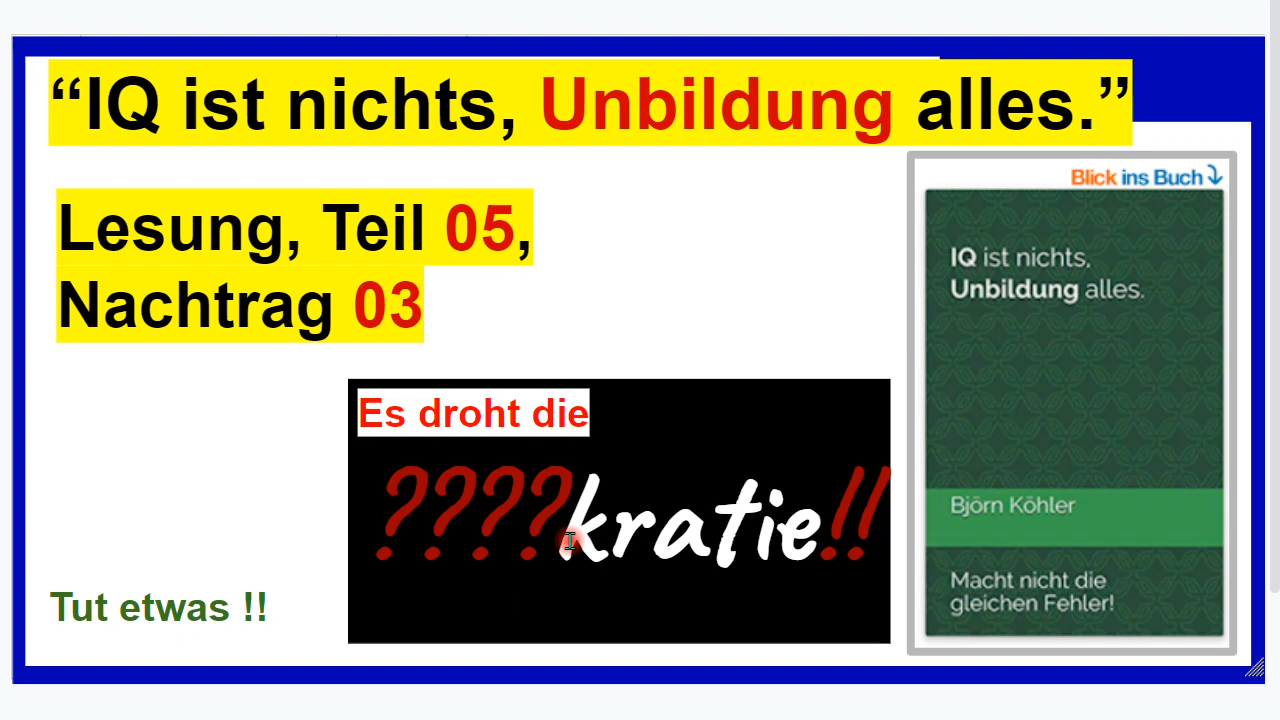 “IQ ist nichts, Unbildung alles.”
Lesung, Teil 05,
Nachtrag 03
Es droht die
????kratie!!
Tut etwas !!
Blick ins Buch
IQ ist nichts,
Unbildung alles.
Björn Köhler
Macht nicht die
gleichen Fehler!